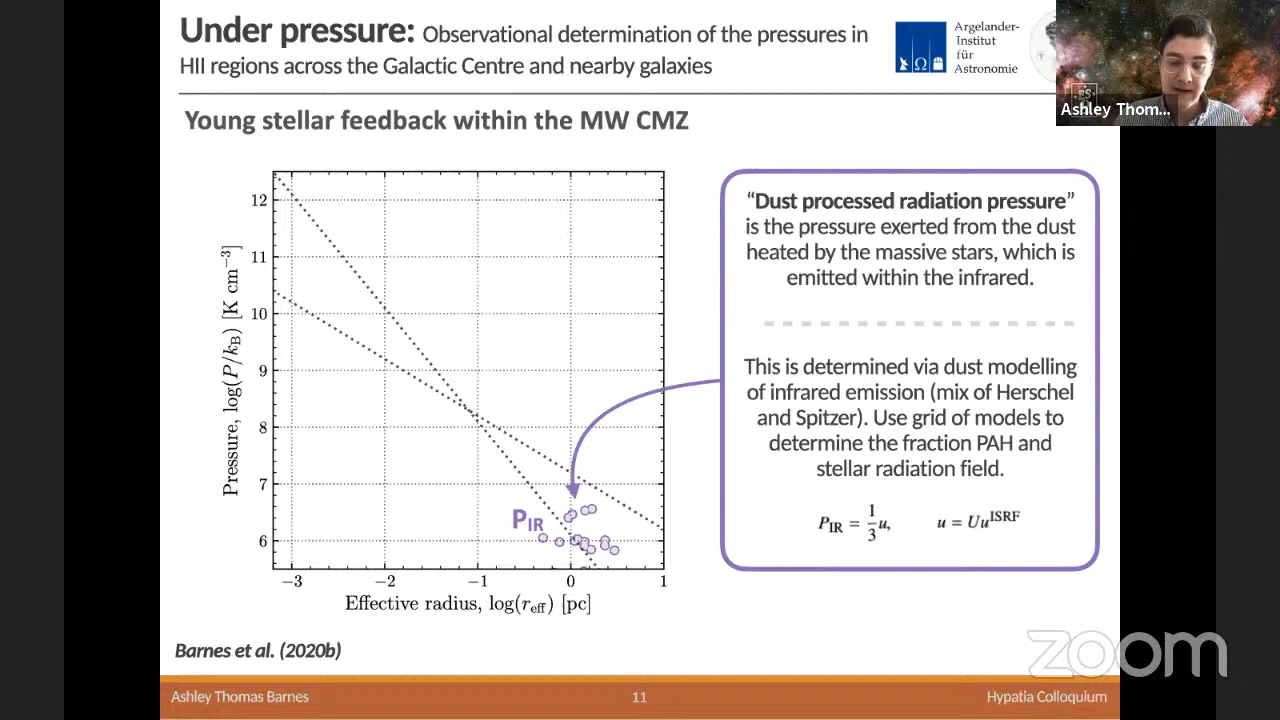 Under pressure: Observational determination of the pressures in
HII regions across the Galactic Centre and nearby galaxies
Argelander-
Institut
für
Astronomie
Ashley Thom...
Young stellar feedback within the MW CMZ
12
11
10
9
8
7
6
Pressure, log(P/k_B) [K cm^−3]
P_IR
−3 −2 −1 0 1
Effective radius, log(r_eff) [pc]
“Dust processed radiation pressure”
is the pressure exerted from the dust
heated by the massive stars, which is
emitted within the infrared.
This is determined via dust modelling
of infrared emission (mix of Herschel
and Spitzer). Use grid of models to
determine the fraction PAH and
stellar radiation field.
P_IR = 1/3 u, u = Uu^ISRF
Barnes et al. (2020b)
zoom
Ashley Thomas Barnes 11 Hypatia Colloquium